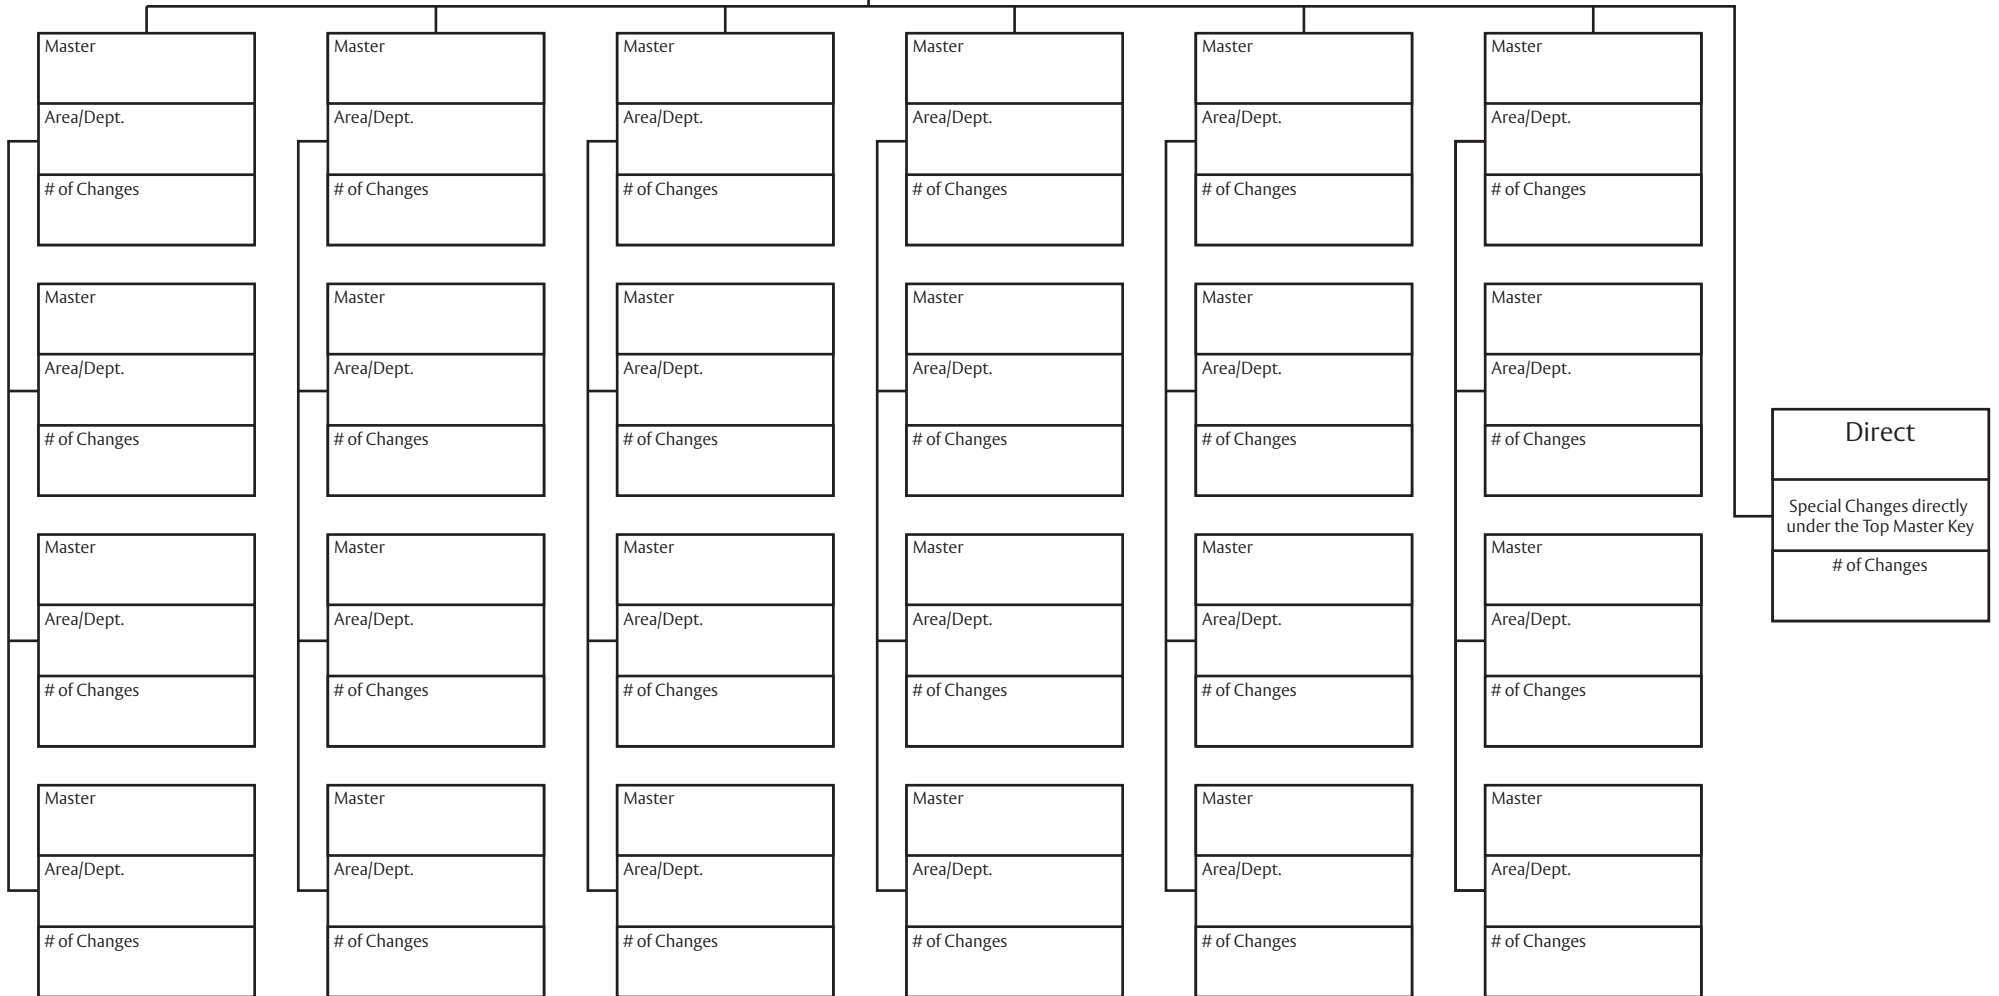 Master
Master
Master
Master
Master
Master
Area/Dept.
Area/Dept.
Area/Dept.
Area/Dept.
Area/Dept.
Area/Dept.
# of Changes
# of Changes
# of Changes
# of Changes
# of Changes
# of Changes
Master
Master
Master
Master
Master
Master
Area/Dept.
Area/Dept.
Area/Dept.
Area/Dept.
Area/Dept.
Area/Dept.
# of Changes
# of Changes
# of Changes
# of Changes
# of Changes
# of Changes
Direct
Special Changes directly
under the Top Master Key
# of Changes
Master
Master
Master
Master
Master
Master
Area/Dept.
Area/Dept.
Area/Dept.
Area/Dept.
Area/Dept.
Area/Dept.
# of Changes
# of Changes
# of Changes
# of Changes
# of Changes
# of Changes
Master
Master
Master
Master
Master
Master
Area/Dept.
Area/Dept.
Area/Dept.
Area/Dept.
Area/Dept.
Area/Dept.
# of Changes
# of Changes
# of Changes
# of Changes
# of Changes
# of Changes